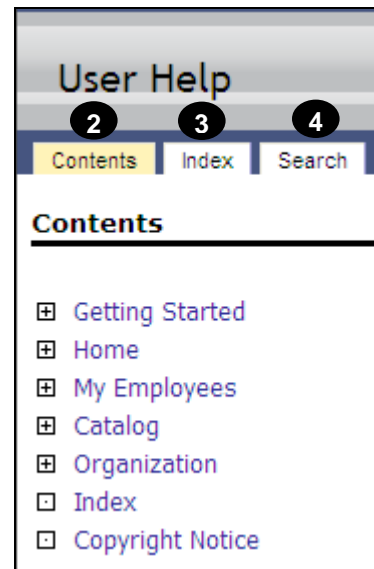 User Help
2 3 4
Contents Index Search
Contents
Getting Started
Home
My Employees
Catalog
Organization
Index
Copyright Notice